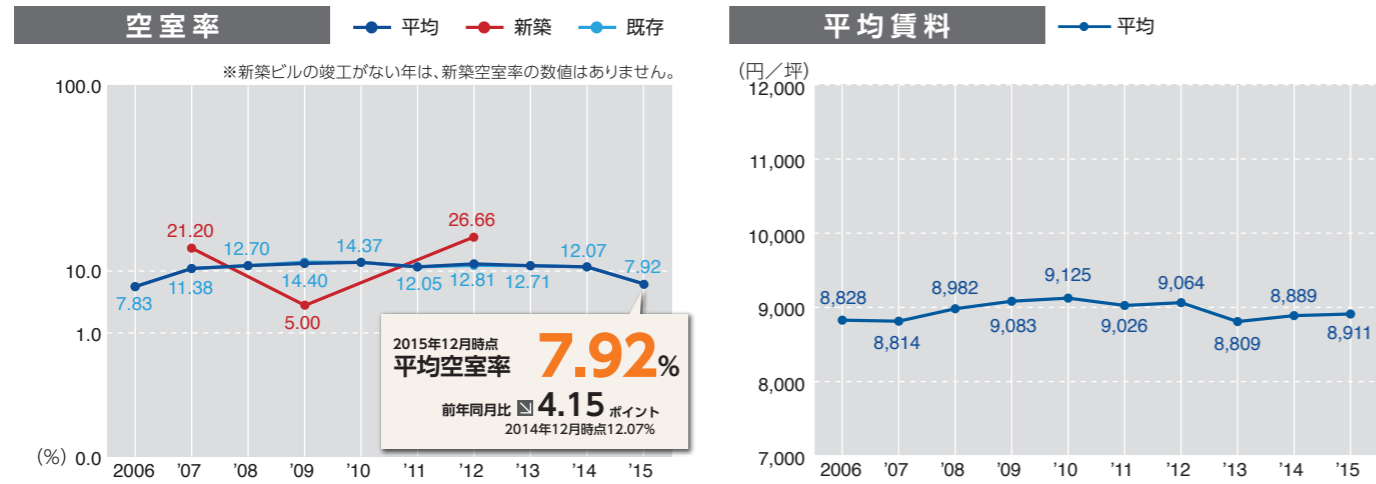 空室率
平均 新築 既存
※新築ビルの竣工がない年は、新築空室率の数値はありません。
100.0
10.0
1.0
(%) 0.0
21.20
26.66
12.70
14.37
12.07
7.92
7.83
11.38
14.40
12.05
12.81
12.71
5.00
2015年12月時点
平均空室率 7.92%
前年同月比 4.15 ポイント
2014年12月時点12.07%
2006 ’07 ’08 ’09 ’10 ’11 ’12 ’13 ’14 ’15
平均賃料
平均
(円/坪)
12,000
11,000
10,000
9,000
8,000
7,000
8,828
8,982
9,125
9,064
8,889
8,814
9,083
9,026
8,809
8,911
2006 ’07 ’08 ’09 ’10 ’11 ’12 ’13 ’14 ’15